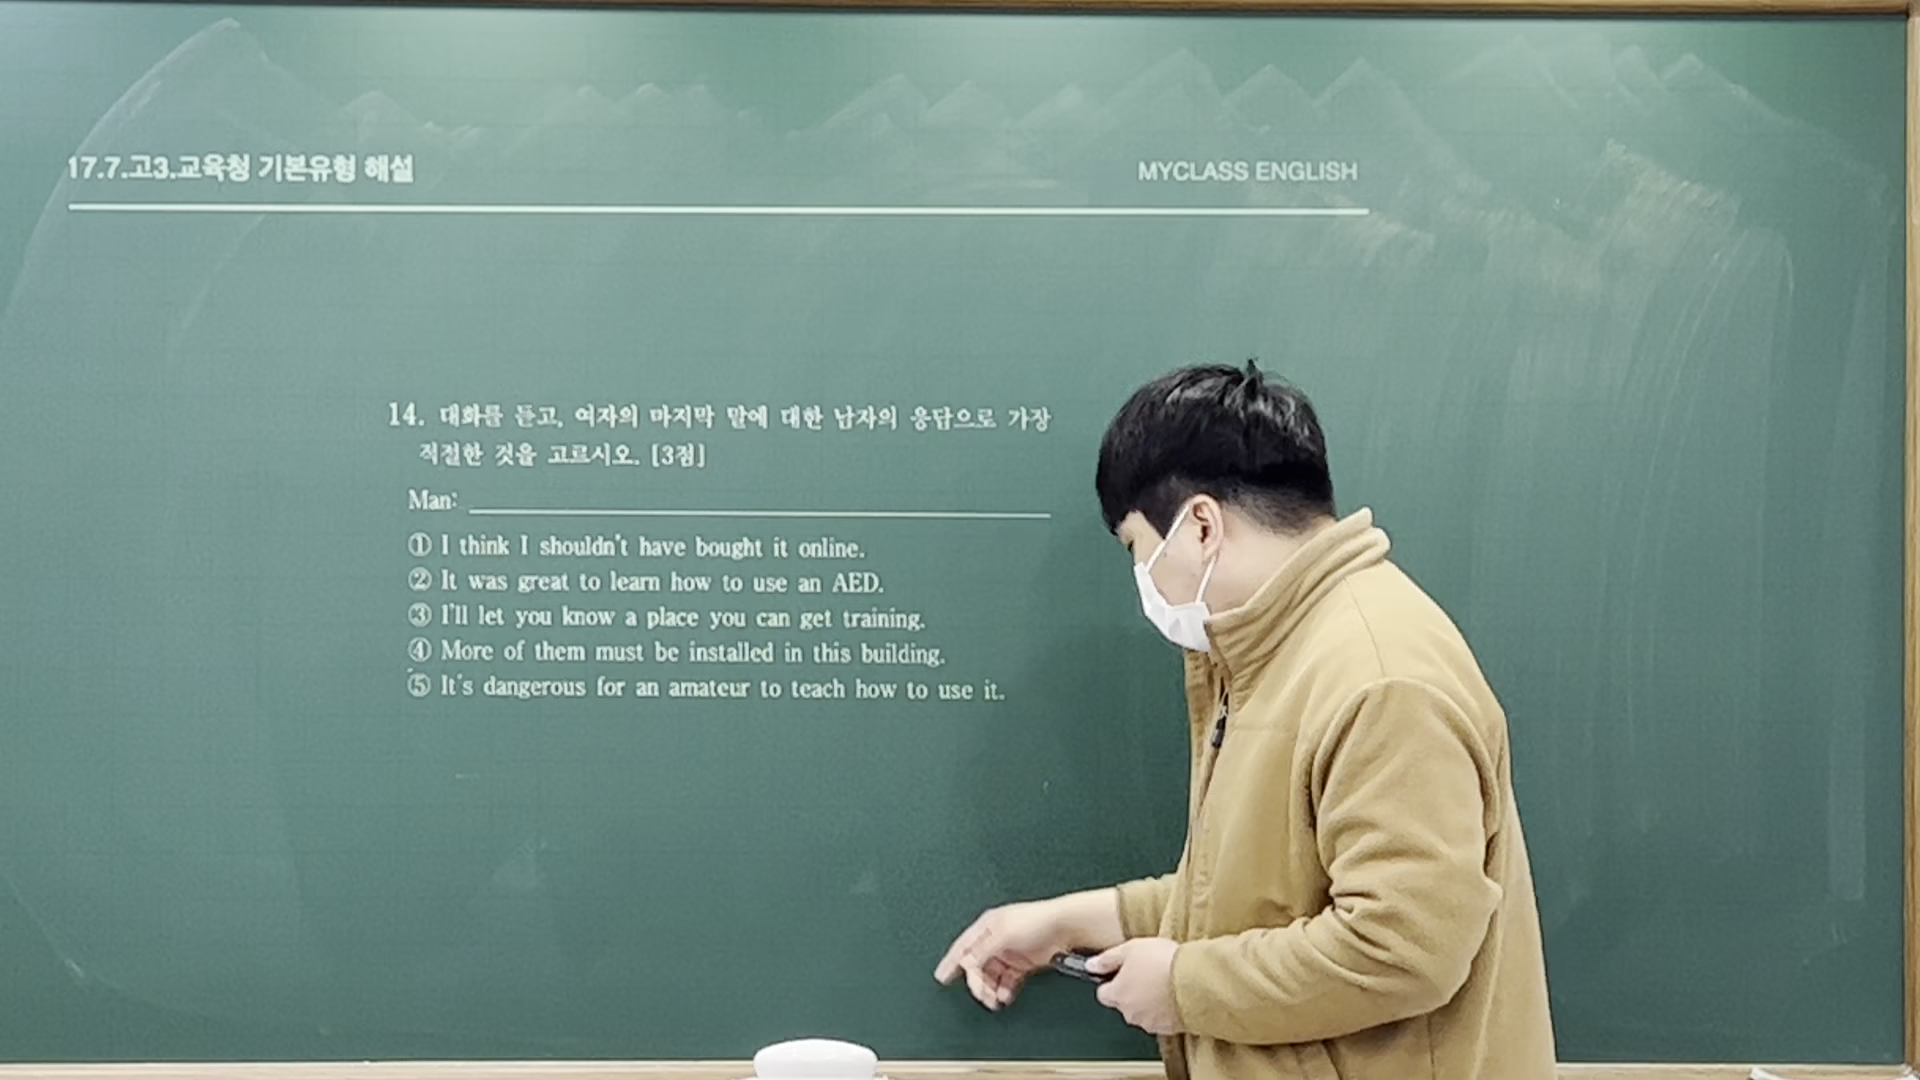 17.7.고3.교육청 기본유형 해설
MYCLASS ENGLISH
14. 대화를 듣고, 여자의 마지막 말에 대한 남자의 응답으로 가장
적절한 것을 고르시오. [3점]
Man:
① I think I shouldn't have bought it online.
② It was great to learn how to use an AED.
③ I'll let you know a place you can get training.
④ More of them must be installed in this building.
⑤ It's dangerous for an amateur to teach how to use it.